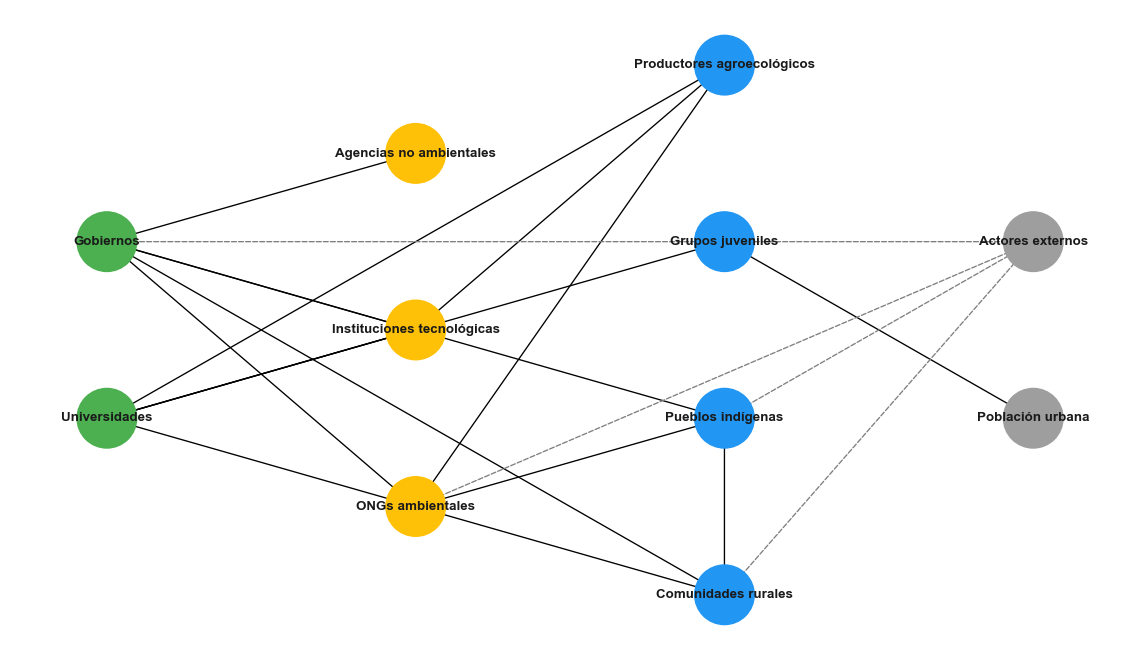 Productores agroecológicos
Agencias no ambientales
Gobiernos
Grupos juveniles
Actores externos
Instituciones tecnológicas
Universidades
Pueblos indígenas
Población urbana
ONGs ambientales
Comunidades rurales